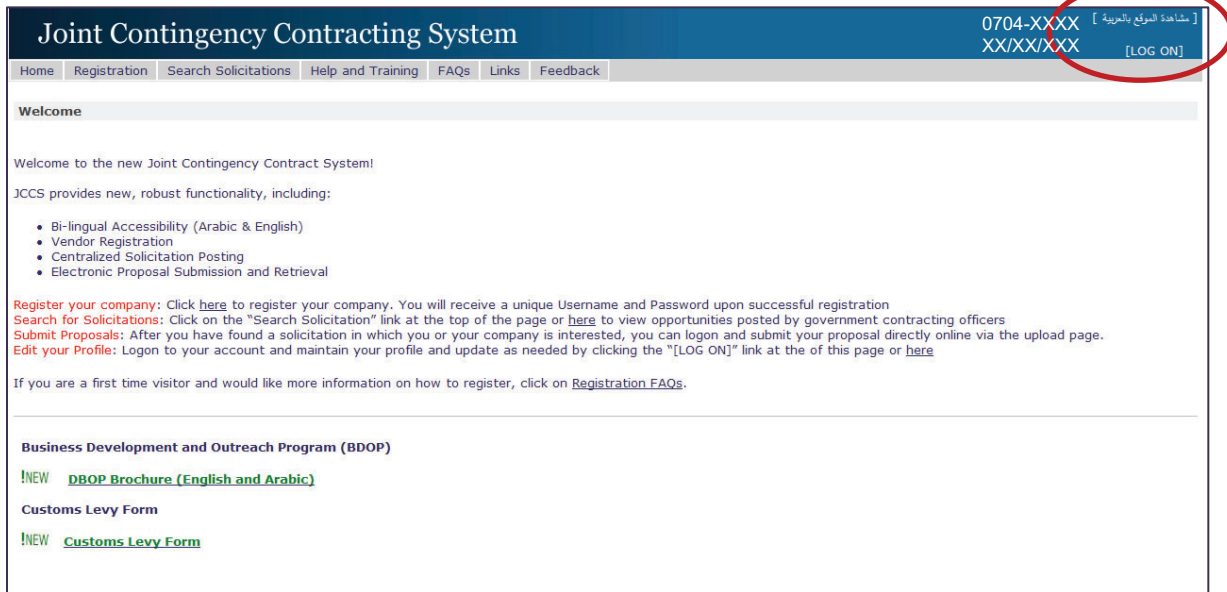 Joint Contingency Contracting System
0704-XXXX
XX/XX/XXX
[ مشاهدة الموقع بالعربية ]
[LOG ON]
Home Registration Search Solicitations Help and Training FAQs Links Feedback
Welcome
Welcome to the new Joint Contingency Contract System!
JCCS provides new, robust functionality, including:
• Bi-lingual Accessibility (Arabic & English)
• Vendor Registration
• Centralized Solicitation Posting
• Electronic Proposal Submission and Retrieval
Register your company: Click here to register your company. You will receive a unique Username and Password upon successful registration
Search for Solicitations: Click on the "Search Solicitation" link at the top of the page or here to view opportunities posted by government contracting officers
Submit Proposals: After you have found a solicitation in which you or your company is interested, you can logon and submit your proposal directly online via the upload page.
Edit your Profile: Logon to your account and maintain your profile and update as needed by clicking the "[LOG ON]" link at the of this page or here
If you are a first time visitor and would like more information on how to register, click on Registration FAQs.
Business Development and Outreach Program (BDOP)
!NEW DBOP Brochure (English and Arabic)
Customs Levy Form
!NEW Customs Levy Form